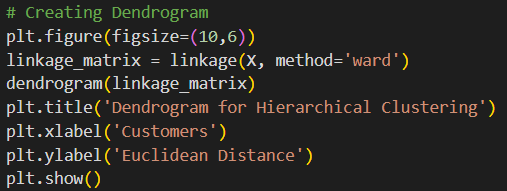 # Creating Dendrogram
plt.figure(figsize=(10,6))
linkage_matrix = linkage(X, method='ward')
dendrogram(linkage_matrix)
plt.title('Dendrogram for Hierarchical Clustering')
plt.xlabel('Customers')
plt.ylabel('Euclidean Distance')
plt.show()